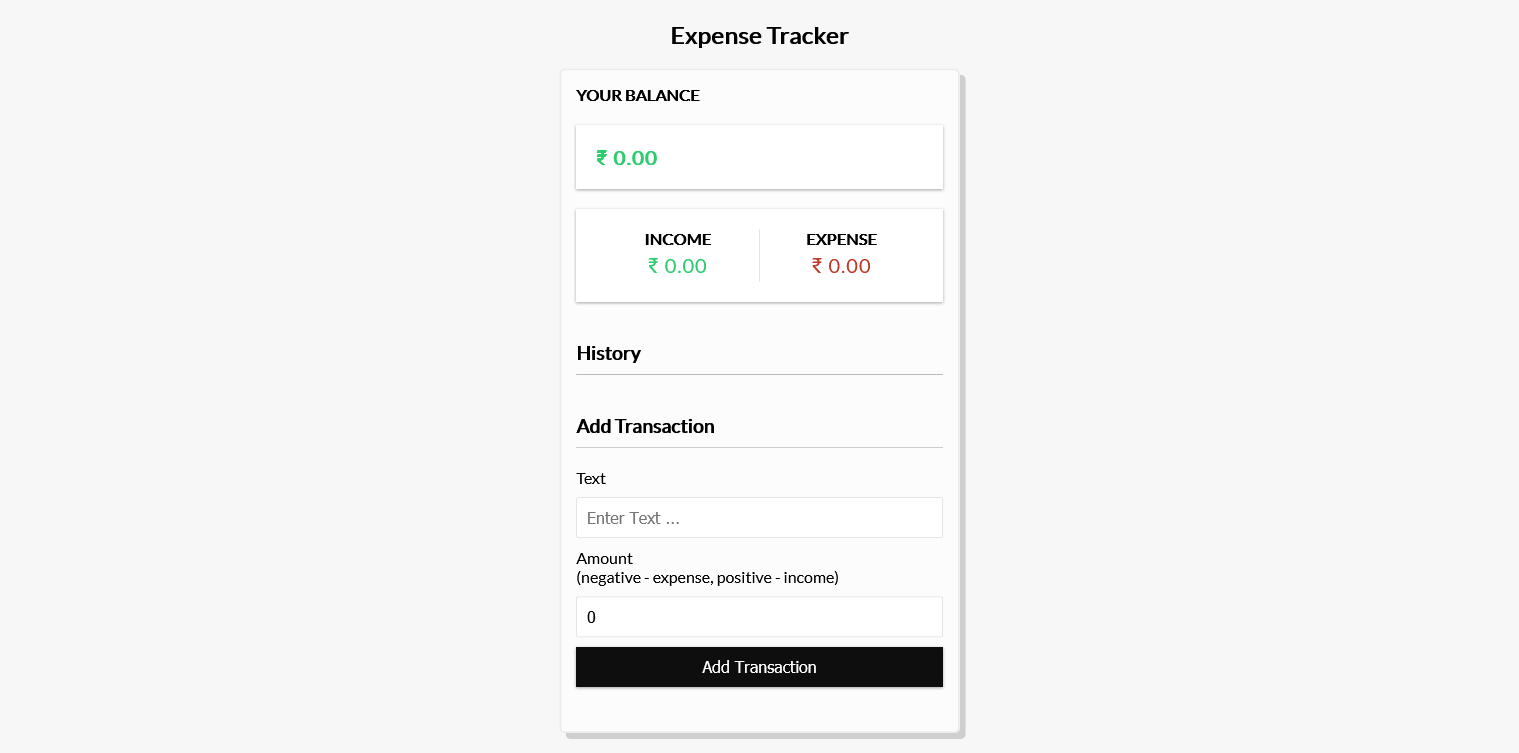 Expense Tracker
YOUR BALANCE
₹ 0.00
INCOME EXPENSE
₹ 0.00 ₹ 0.00
History
Add Transaction
Text
Enter Text ...
Amount
(negative - expense, positive - income)
0
Add Transaction